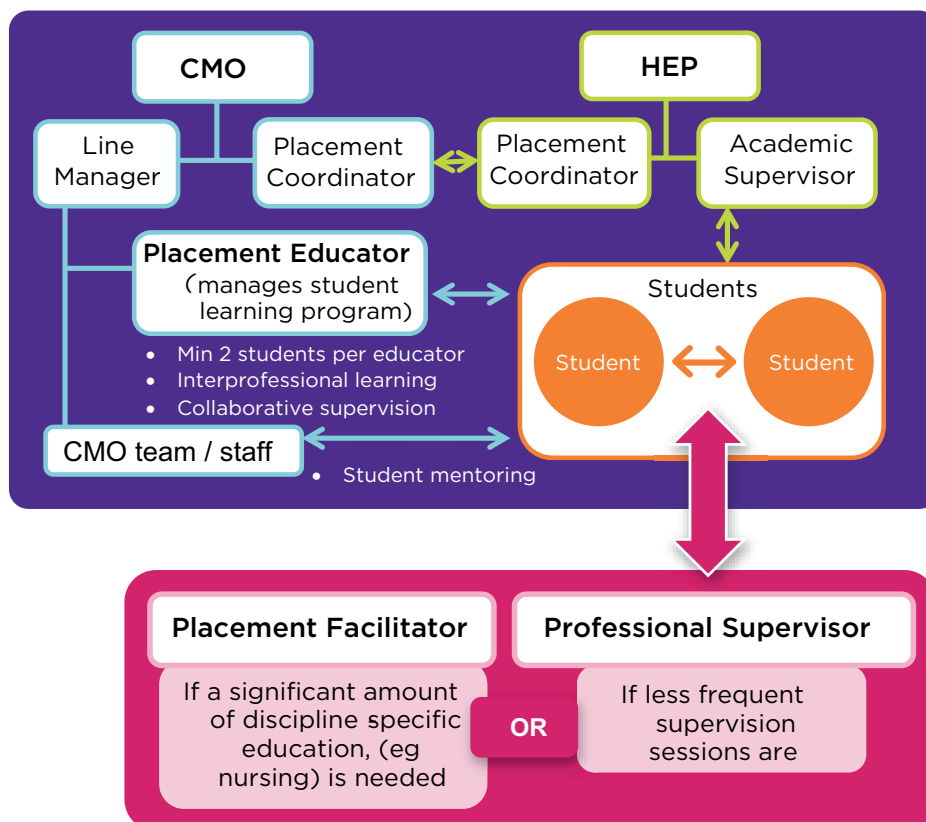 CMO
HEP
Line
Manager
Placement
Coordinator
Placement
Coordinator
Academic
Supervisor
Placement Educator
(manages student
learning program)
• Min 2 students per educator
• Interprofessional learning
• Collaborative supervision
Students
Student
Student
CMO team / staff
• Student mentoring
Placement Facilitator
If a significant amount
of discipline specific
education, (eg
nursing) is needed
OR
Professional Supervisor
If less frequent
supervision
sessions are